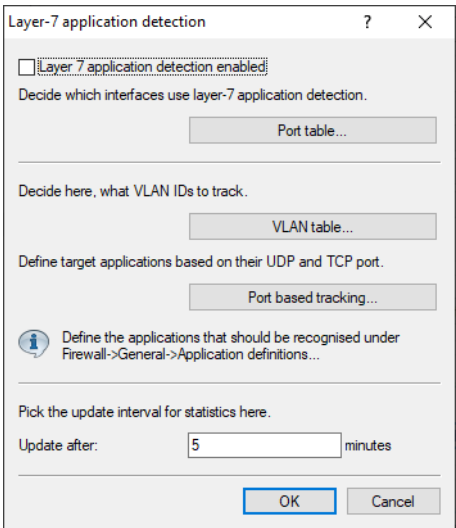 Layer-7 application detection
Layer 7 application detection enabled
Decide which interfaces use layer-7 application detection.
Port table...
Decide here, what VLAN IDs to track.
VLAN table...
Define target applications based on their UDP and TCP port.
Port based tracking...
Define the applications that should be recognised under
Firewall->General->Application definitions...
Pick the update interval for statistics here.
Update after: 5 minutes
OK Cancel